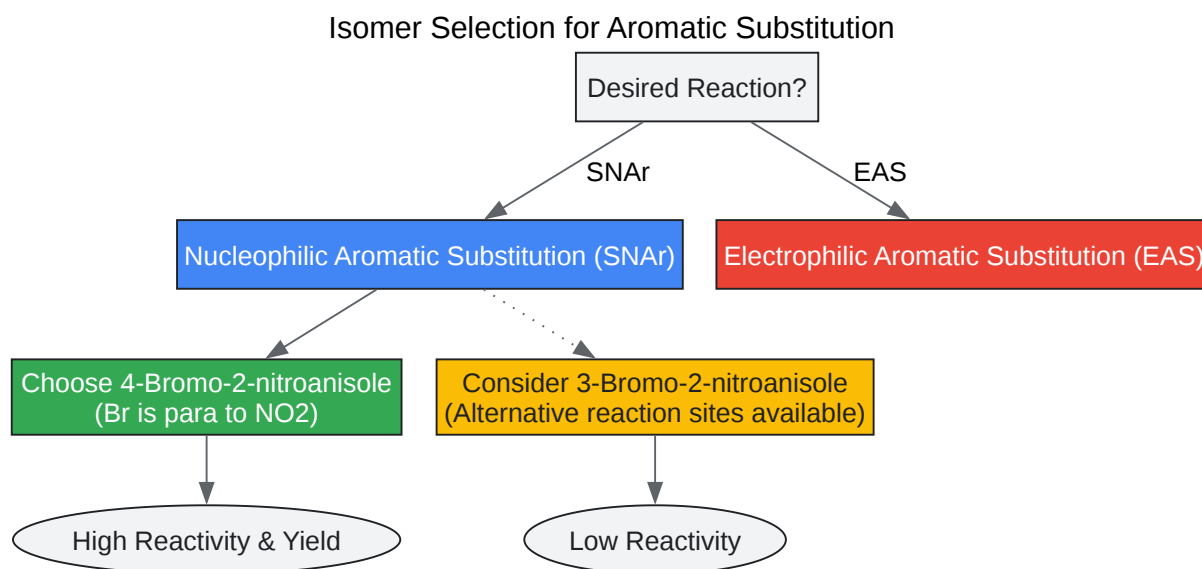 Isomer Selection for Aromatic Substitution
Desired Reaction?
SNAr
EAS
Nucleophilic Aromatic Substitution (SNAr)
Electrophilic Aromatic Substitution (EAS)
Choose 4-Bromo-2-nitroanisole
(Br is para to NO2)
Consider 3-Bromo-2-nitroanisole
(Alternative reaction sites available)
High Reactivity & Yield
Low Reactivity